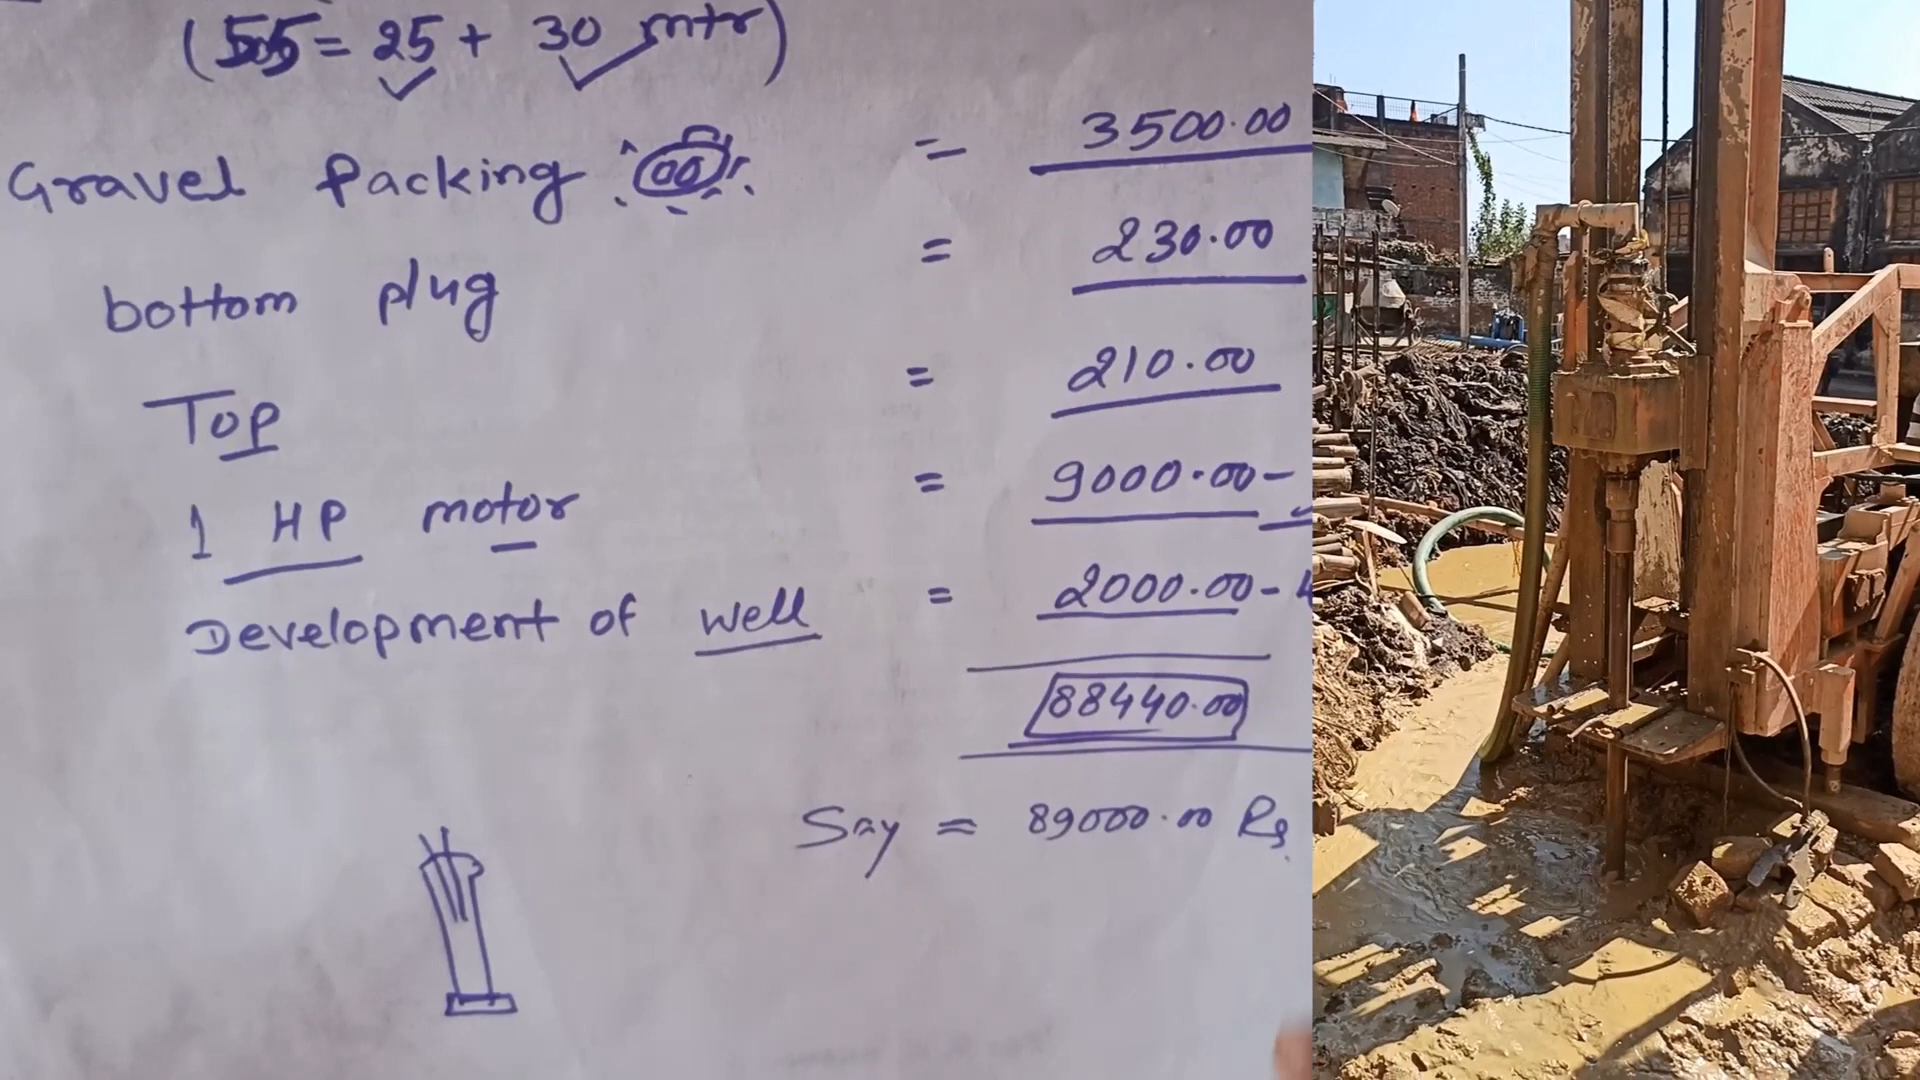 (55 = 25 + 30 mtr)
Gravel Packing = 3500.00
bottom plug = 230.00
Top = 210.00
1 HP motor = 9000.00 -
Development of well = 2000.00 -
88440.00
Say = 89000.00 Rs.